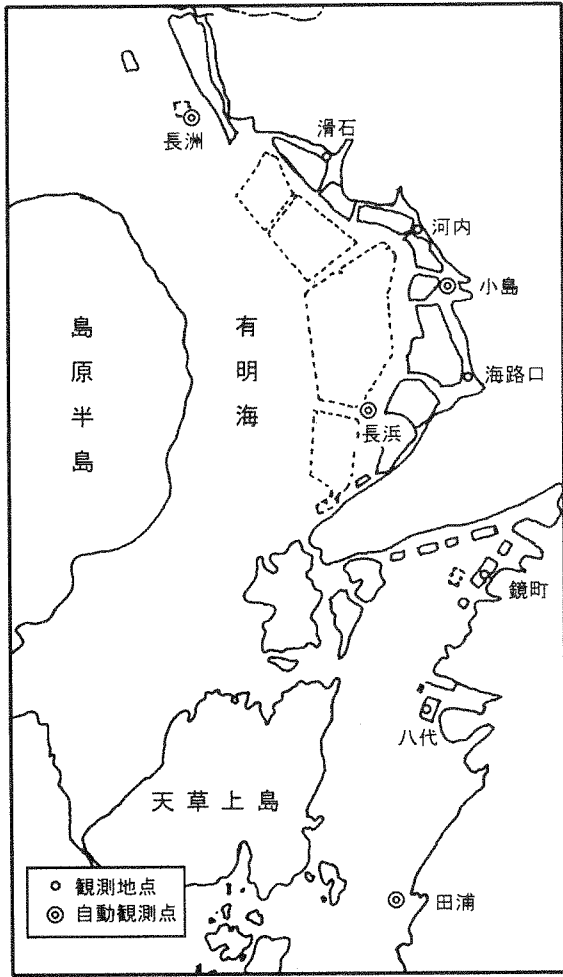 長洲
滑石
河内
小島
島原半島
有明海
海路口
長浜
鏡町
八代
天草上島
田浦
観測地点
自動観測点